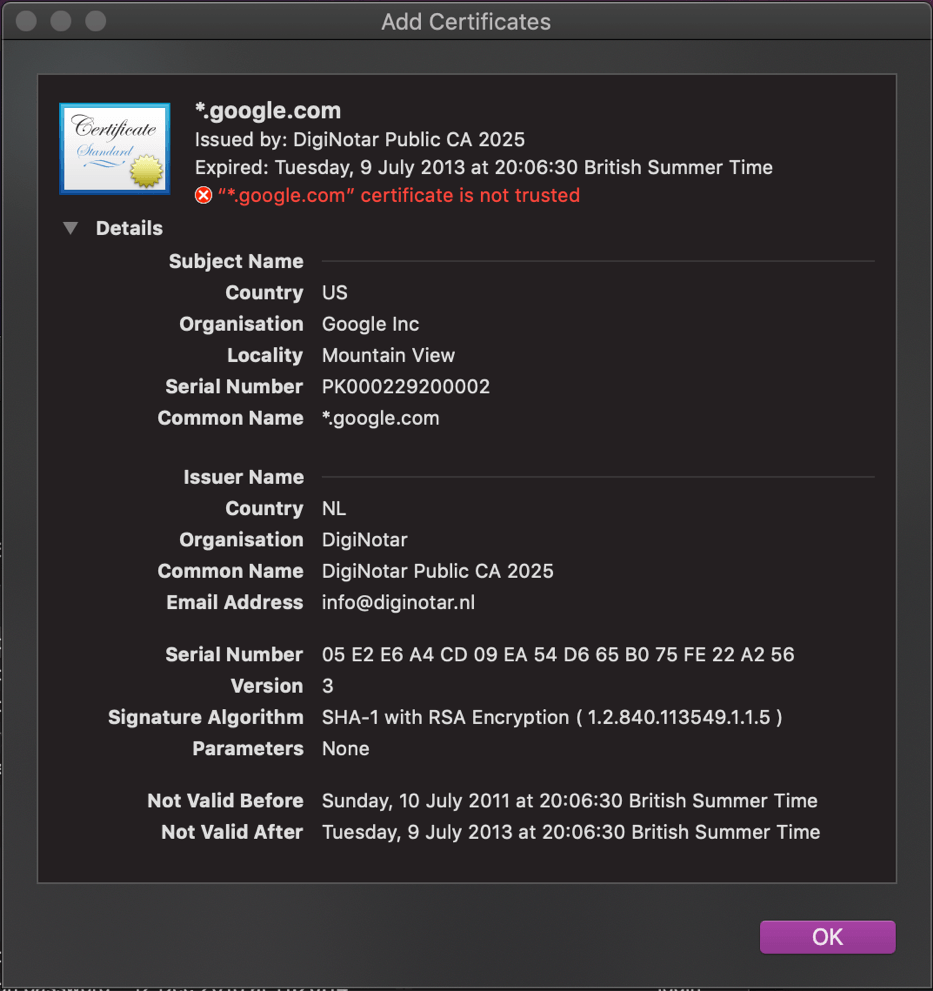 Add Certificates
Certificate
Standard
*.google.com
Issued by: DigiNotar Public CA 2025
Expired: Tuesday, 9 July 2013 at 20:06:30 British Summer Time
“*.google.com” certificate is not trusted
Details
Subject Name
Country US
Organisation Google Inc
Locality Mountain View
Serial Number PK000229200002
Common Name *.google.com
Issuer Name
Country NL
Organisation DigiNotar
Common Name DigiNotar Public CA 2025
Email Address info@diginotar.nl
Serial Number 05 E2 E6 A4 CD 09 EA 54 D6 65 B0 75 FE 22 A2 56
Version 3
Signature Algorithm SHA-1 with RSA Encryption ( 1.2.840.113549.1.1.5 )
Parameters None
Not Valid Before Sunday, 10 July 2011 at 20:06:30 British Summer Time
Not Valid After Tuesday, 9 July 2013 at 20:06:30 British Summer Time
OK